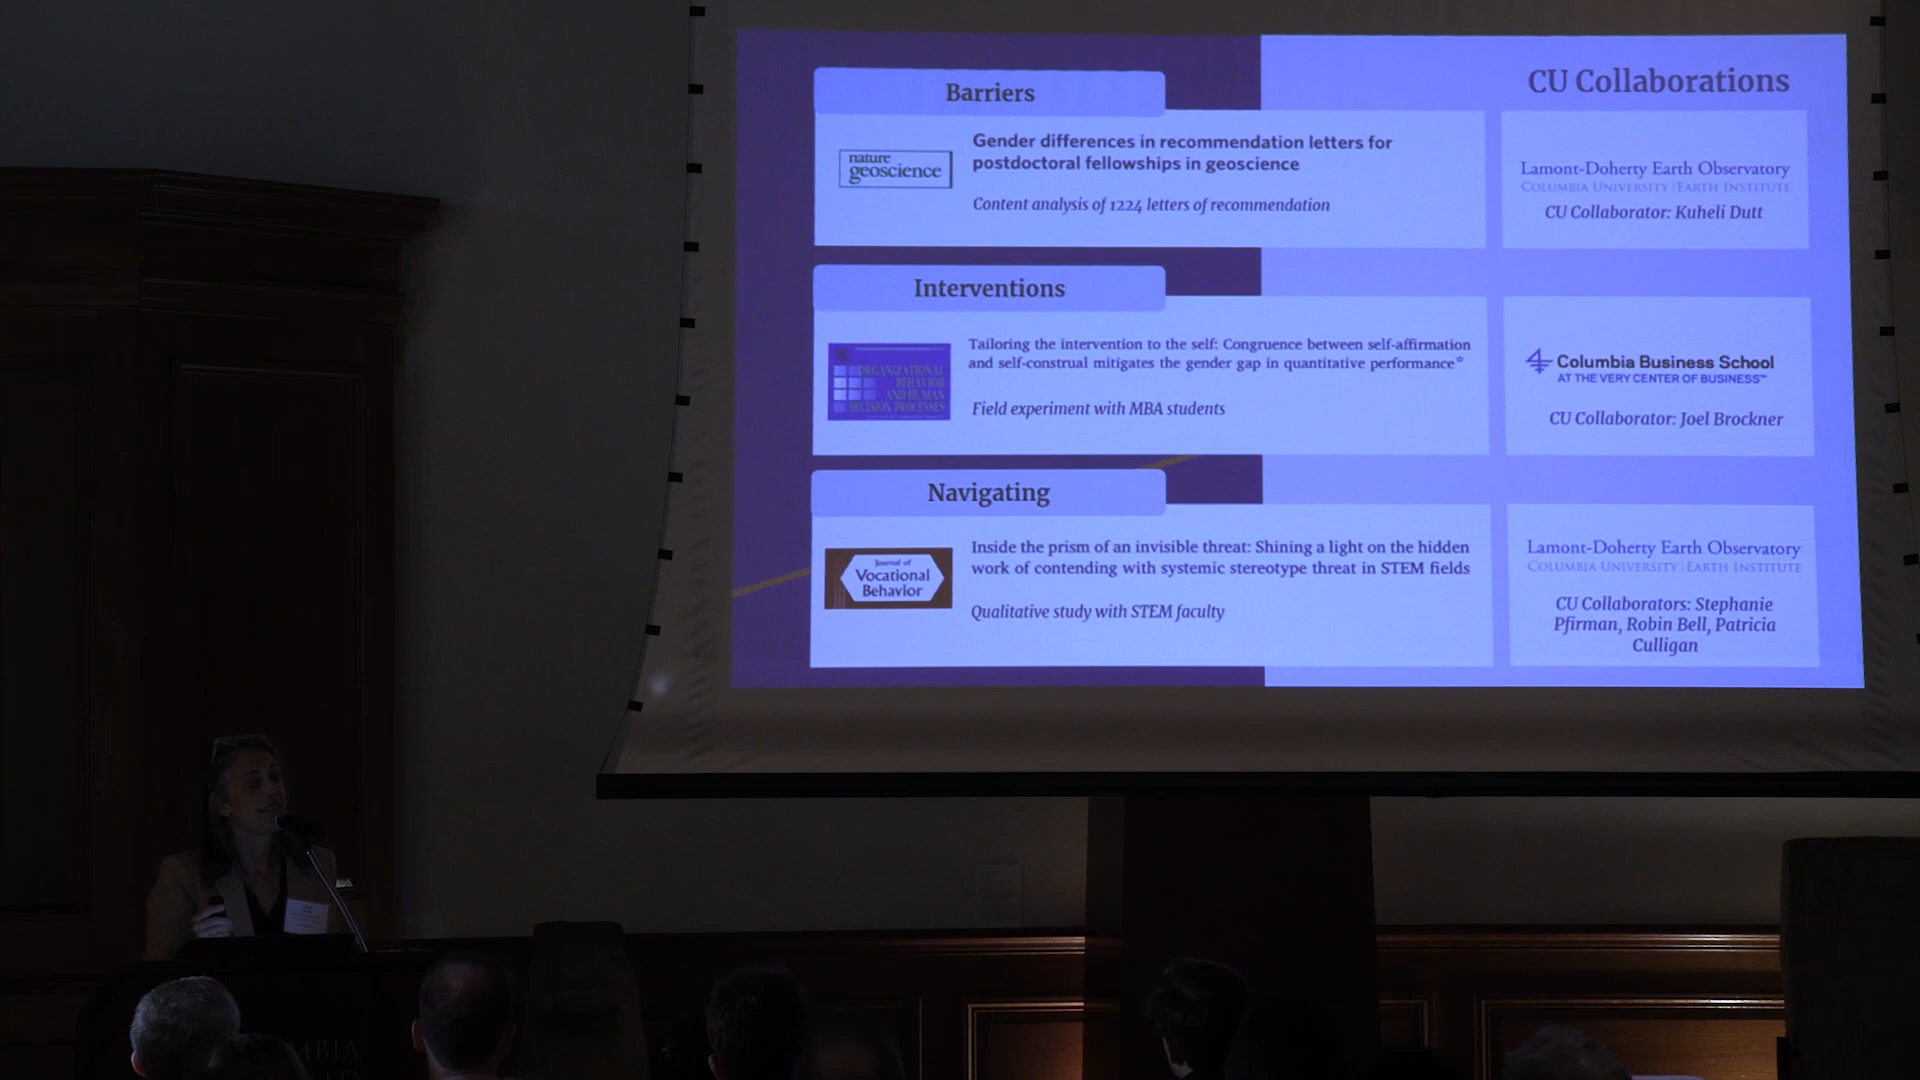 CU Collaborations
Barriers
nature
geoscience
Gender differences in recommendation letters for
postdoctoral fellowships in geoscience
Content analysis of 1224 letters of recommendation
Lamont-Doherty Earth Observatory
COLUMBIA UNIVERSITY | EARTH INSTITUTE
CU Collaborator: Kuheli Dutt
Interventions
ORGANIZATIONAL
BEHAVIOR
AND HUMAN
DECISION PROCESSES
Tailoring the intervention to the self: Congruence between self-affirmation
and self-construal mitigates the gender gap in quantitative performance*
Field experiment with MBA students
Columbia Business School
AT THE VERY CENTER OF BUSINESS™
CU Collaborator: Joel Brockner
Navigating
Journal of
Vocational
Behavior
Inside the prism of an invisible threat: Shining a light on the hidden
work of contending with systemic stereotype threat in STEM fields
Qualitative study with STEM faculty
Lamont-Doherty Earth Observatory
COLUMBIA UNIVERSITY | EARTH INSTITUTE
CU Collaborators: Stephanie
Pfirman, Robin Bell, Patricia
Culligan